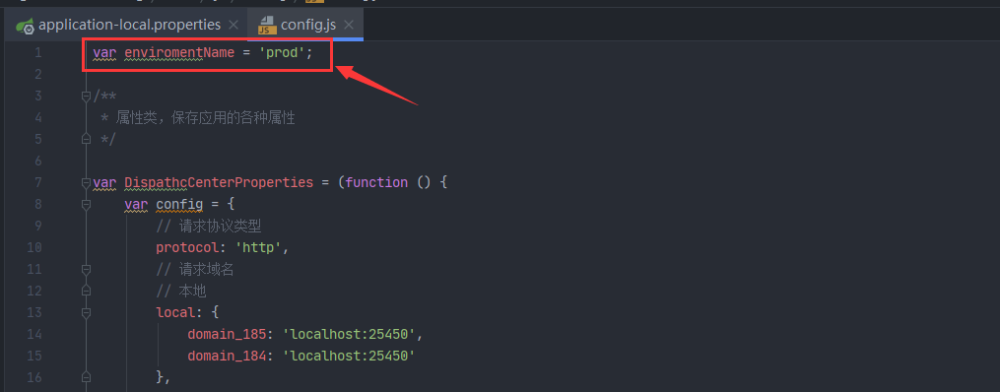 application-local.properties × config.js ×
1 var enviromentName = 'prod';
2
3 /**
4 * 属性类，保存应用的各种属性
5 */
6
7 var DispathcCenterProperties = (function () {
8 var config = {
9 // 请求协议类型
10 protocol: 'http',
11 // 请求域名
12 // 本地
13 local: {
14 domain_185: 'localhost:25450',
15 domain_184: 'localhost:25450'
16 },